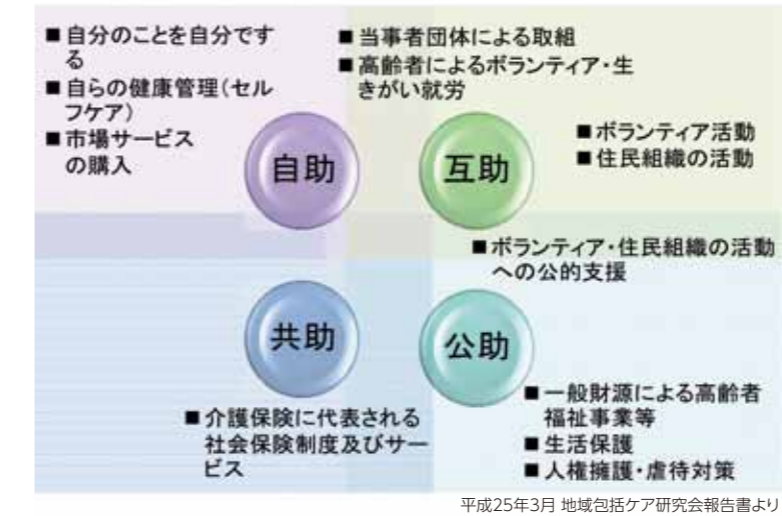 ■自分のことを自分です
る
■自らの健康管理(セル
フケア)
■市場サービス
の購入
自助
■当事者団体による取組
■高齢者によるボランティア・生
きがい就労
互助
■ボランティア活動
■住民組織の活動
■ボランティア・住民組織の活動
への公的支援
共助
■介護保険に代表される
社会保険制度及びサー
ビス
公助
■一般財源による高齢者
福祉事業等
■生活保護
■人権擁護・虐待対策
平成25年3月 地域包括ケア研究会報告書より